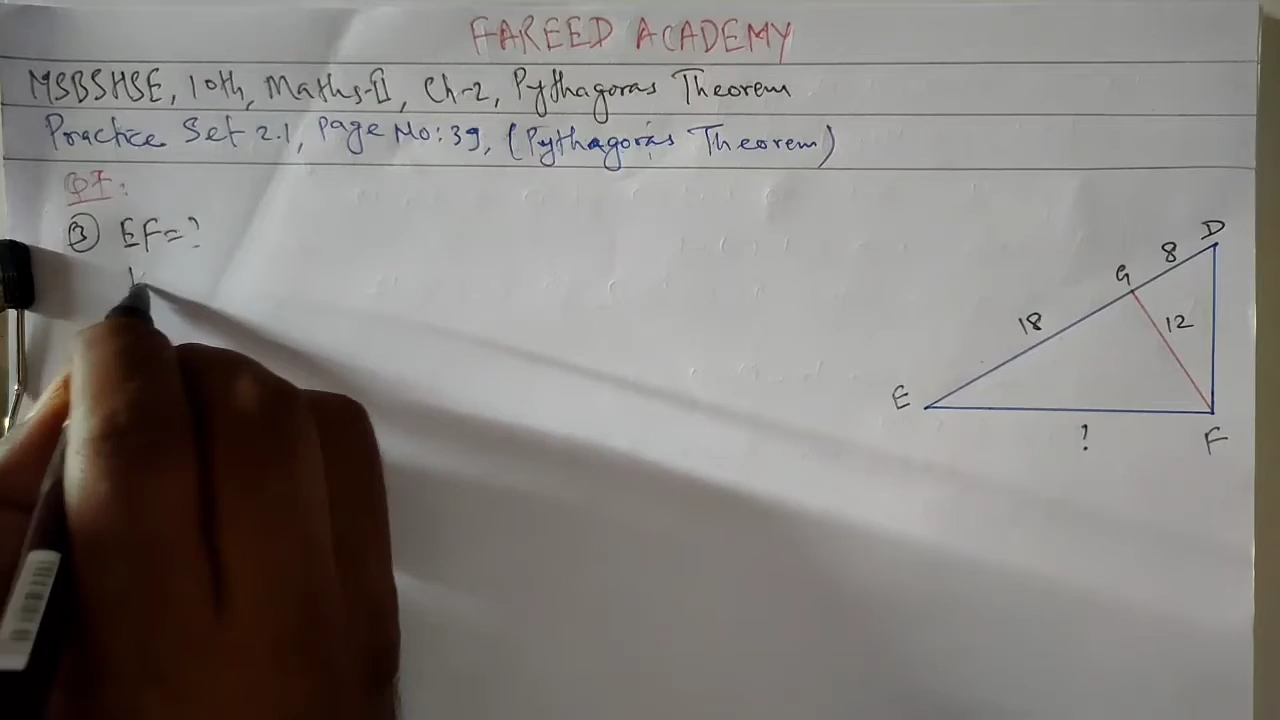 FAREED ACADEMY
MSBSHSE, 10th, Maths-II, Ch-2, Pythagoras Theorem
Practice Set 2.1, Page No: 39, (Pythagoras Theorem)
③ EF=?
D
8
G
18
12
E
?
F